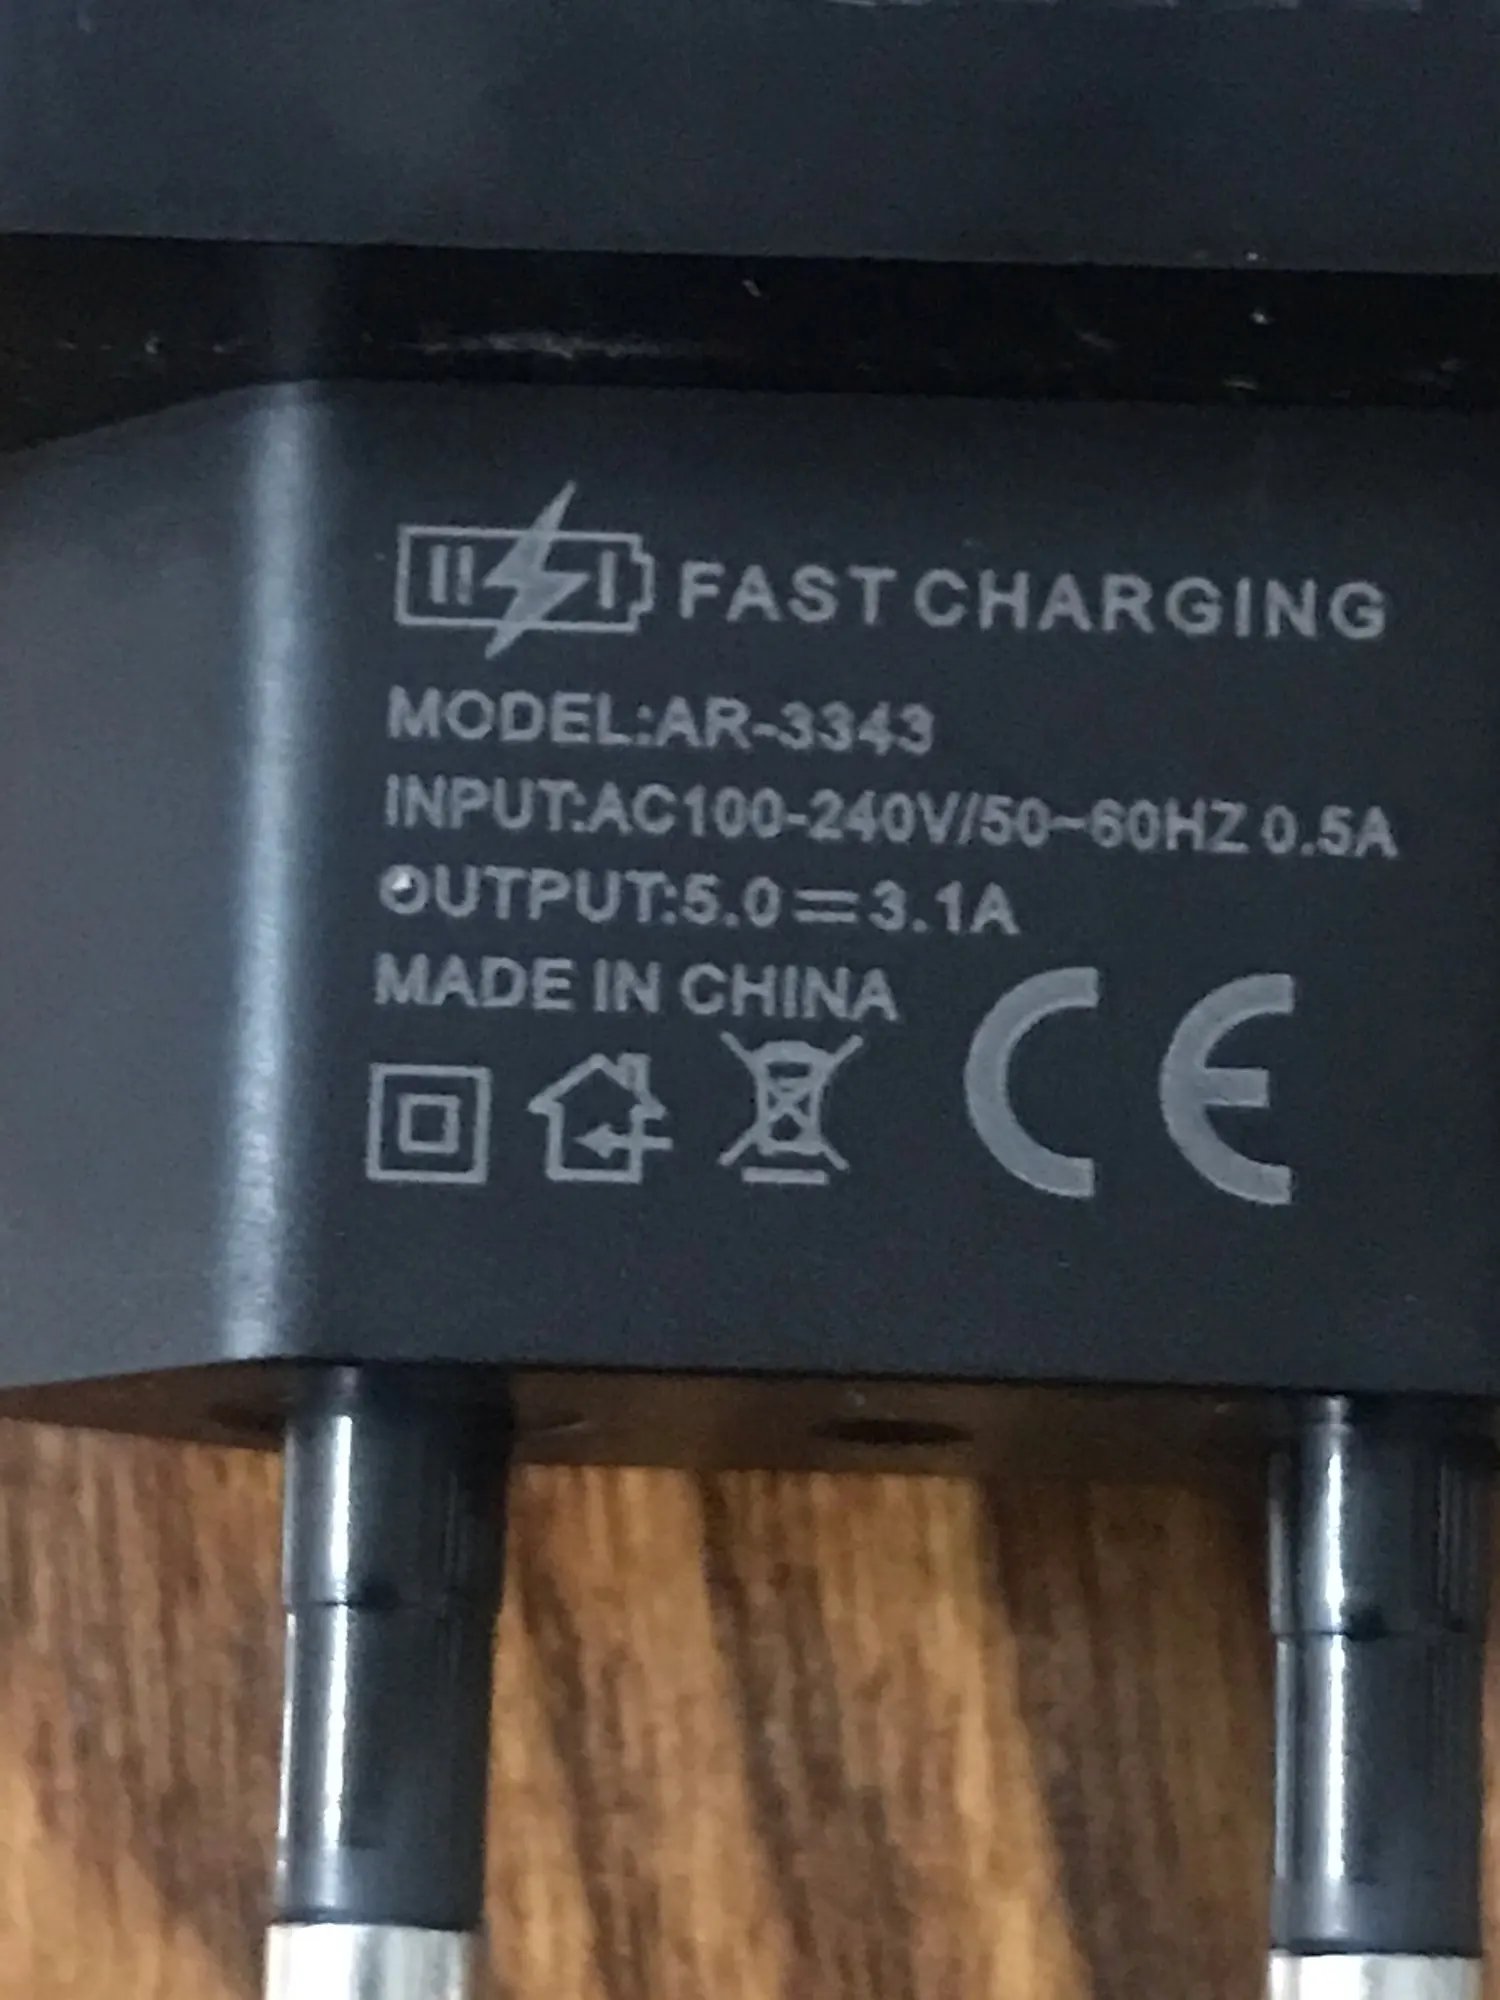 FAST CHARGING
MODEL:AR-3343
INPUT:AC100-240V/50~60HZ 0.5A
OUTPUT:5.0⎓3.1A
MADE IN CHINA
CE